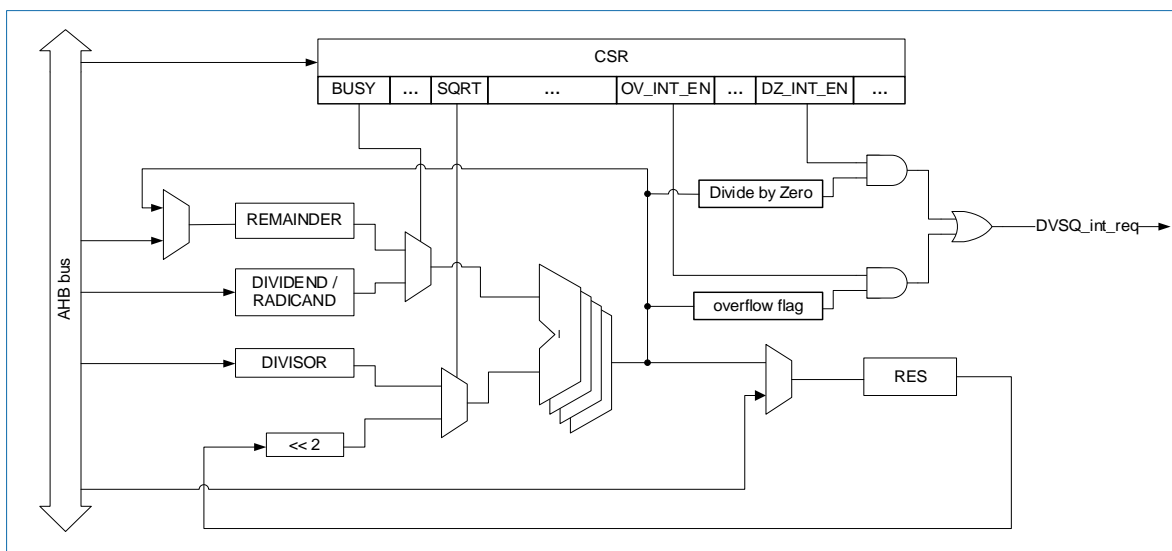 CSR
BUSY ... SQRT ... OV_INT_EN ... DZ_INT_EN ...
AHB bus
Divide by Zero
REMAINDER
DVSQ_int_req
DIVIDEND /
RADICAND
overflow flag
I
DIVISOR
RES
<< 2